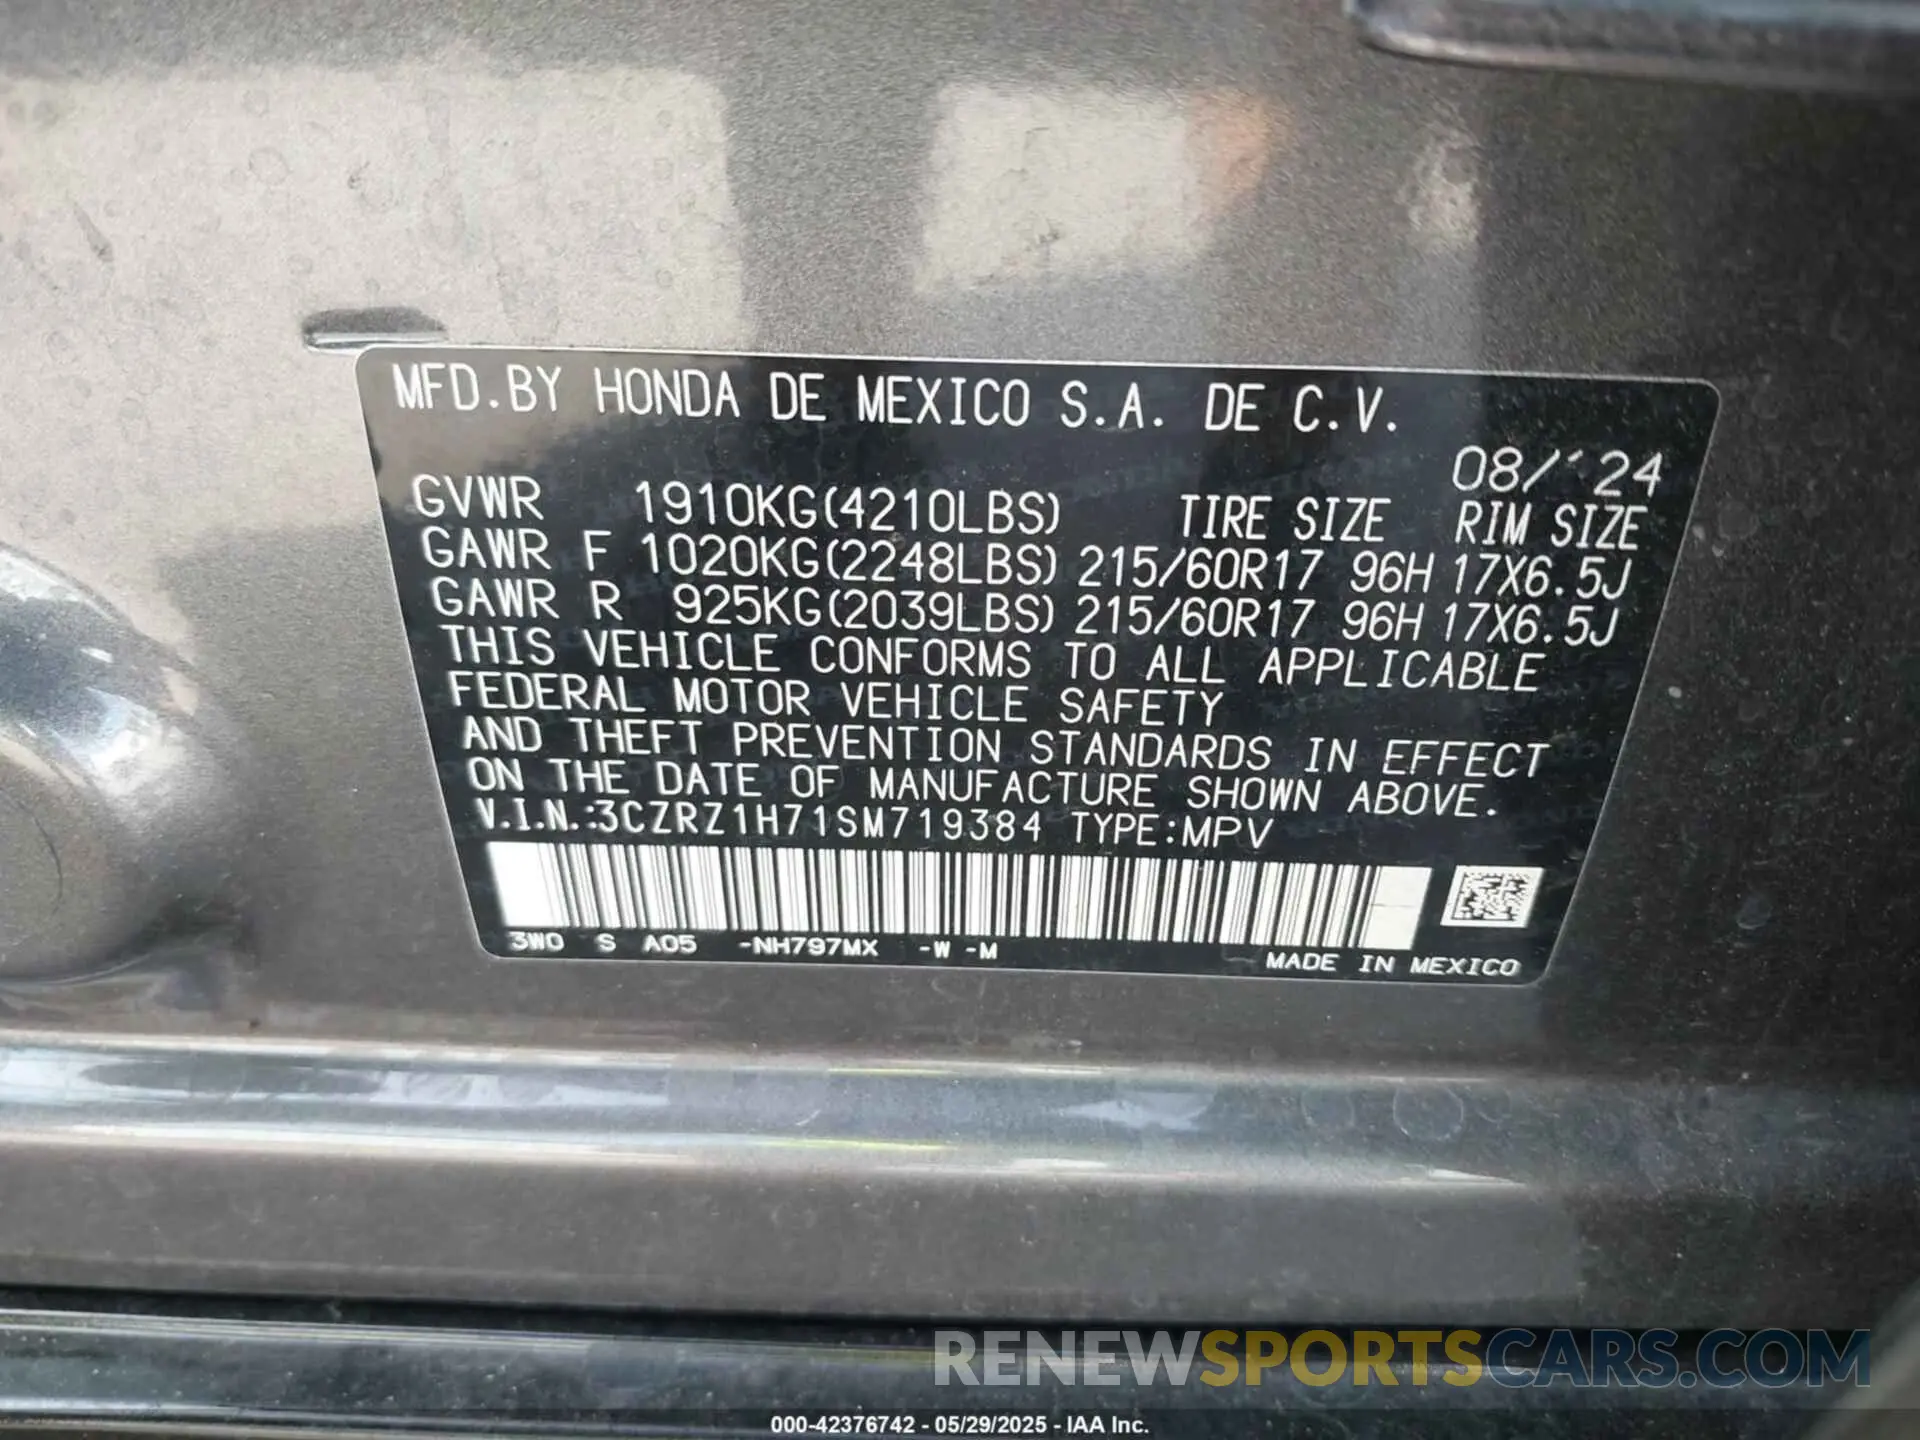 MFD.BY HONDA DE MEXICO S.A. DE C.V.
08/'24
GVWR 1910KG(4210LBS) TIRE SIZE RIM SIZE
GAWR F 1020KG(2248LBS) 215/60R17 96H 17X6.5J
GAWR R 925KG(2039LBS) 215/60R17 96H 17X6.5J
THIS VEHICLE CONFORMS TO ALL APPLICABLE
FEDERAL MOTOR VEHICLE SAFETY
AND THEFT PREVENTION STANDARDS IN EFFECT
ON THE DATE OF MANUFACTURE SHOWN ABOVE.
V.I.N.:3CZRZ1H71SM719384 TYPE:MPV
3W0 S A05 -NH797MX -W -M
MADE IN MEXICO
RENEWSPORTSCARS.COM
000-42376742 - 05/29/2025 - IAA Inc.